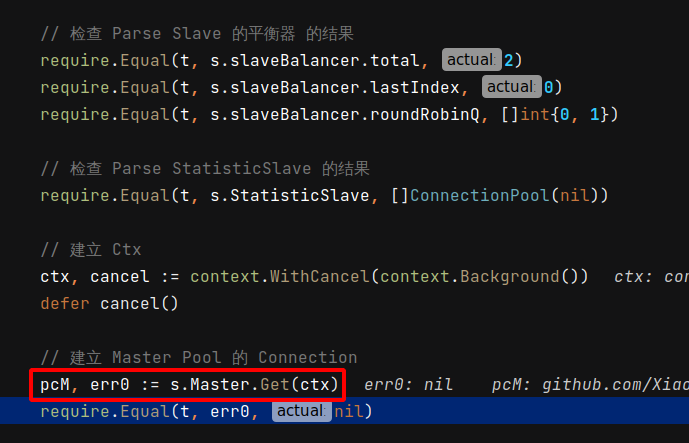 // 检查 Parse Slave 的平衡器 的结果
require.Equal(t, s.slaveBalancer.total, actual: 2)
require.Equal(t, s.slaveBalancer.lastIndex, actual: 0)
require.Equal(t, s.slaveBalancer.roundRobinQ, []int{0, 1})
// 检查 Parse StatisticSlave 的结果
require.Equal(t, s.StatisticSlave, []ConnectionPool(nil))
// 建立 Ctx
ctx, cancel := context.WithCancel(context.Background()) ctx: con
defer cancel()
// 建立 Master Pool 的 Connection
pcM, err0 := s.Master.Get(ctx) err0: nil pcM: github.com/Xiao
require.Equal(t, err0, actual: nil)